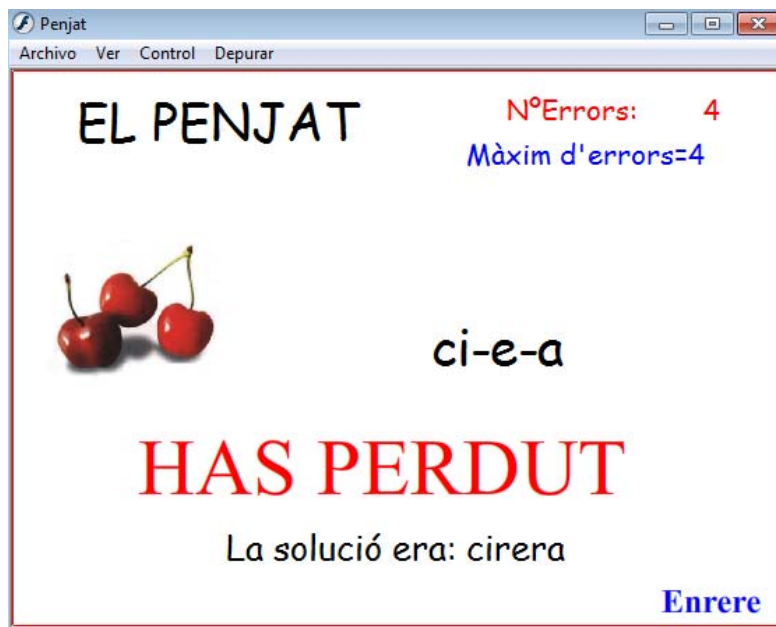 Penjat
Archivo Ver Control Depurar
EL PENJAT
NºErrors: 4
Màxim d'errors=4
ci-e-a
HAS PERDUT
La solució era: cirera
Enrere